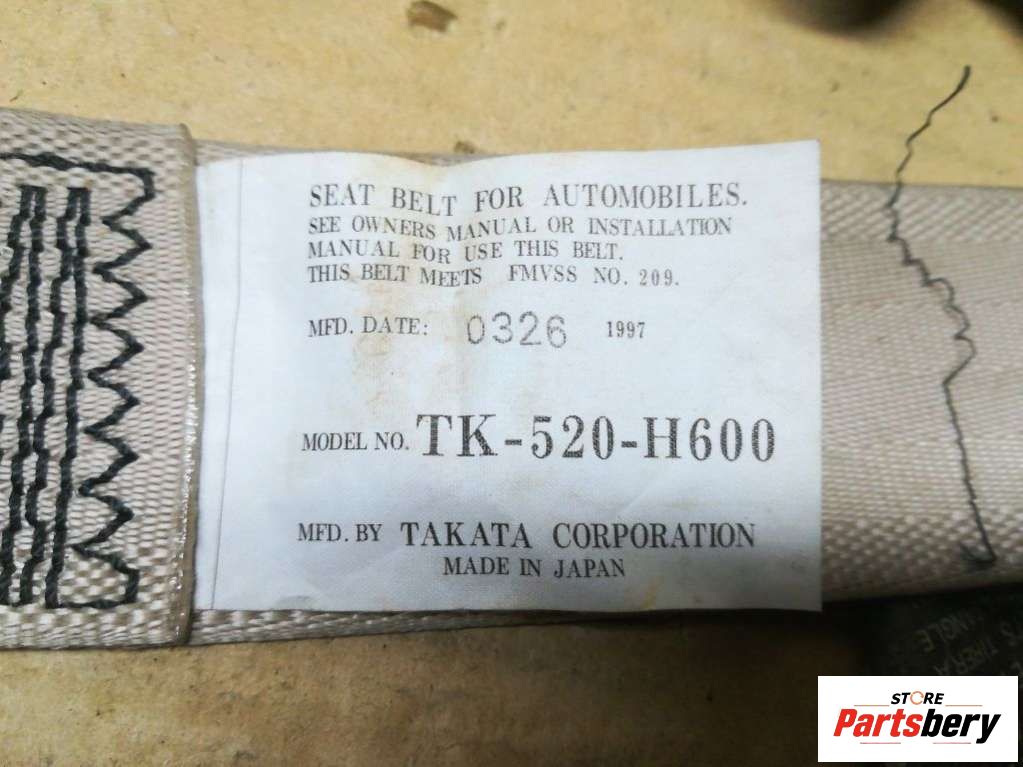 SEAT BELT FOR AUTOMOBILES.
SEE OWNERS MANUAL OR INSTALLATION
MANUAL FOR USE THIS BELT.
THIS BELT MEETS FMVSS NO. 209.
MFD. DATE: 0326 1997
MODEL NO. TK-520-H600
MFD. BY TAKATA CORPORATION
MADE IN JAPAN
STORE
Partsbery